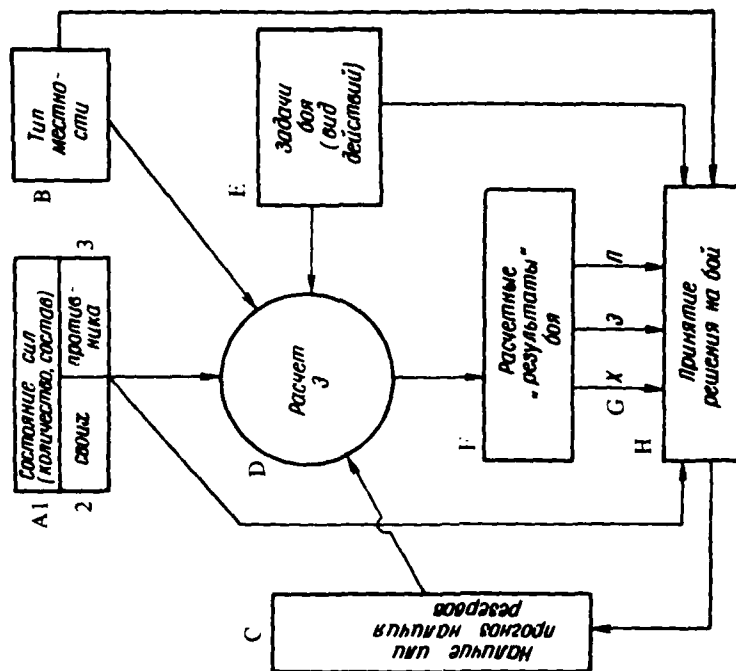 A1
Состояние сил
(количество, состав)
2
своих
против-
ника
3
B
Тип
местно-
сти
C
Наличие или
прогноз наличия
резервов
D
Расчет
З
E
Задачи
боя
(вид
действий)
F
Расчетные
„результаты"
боя
G
X
З
П
H
Принятие
решения на бой